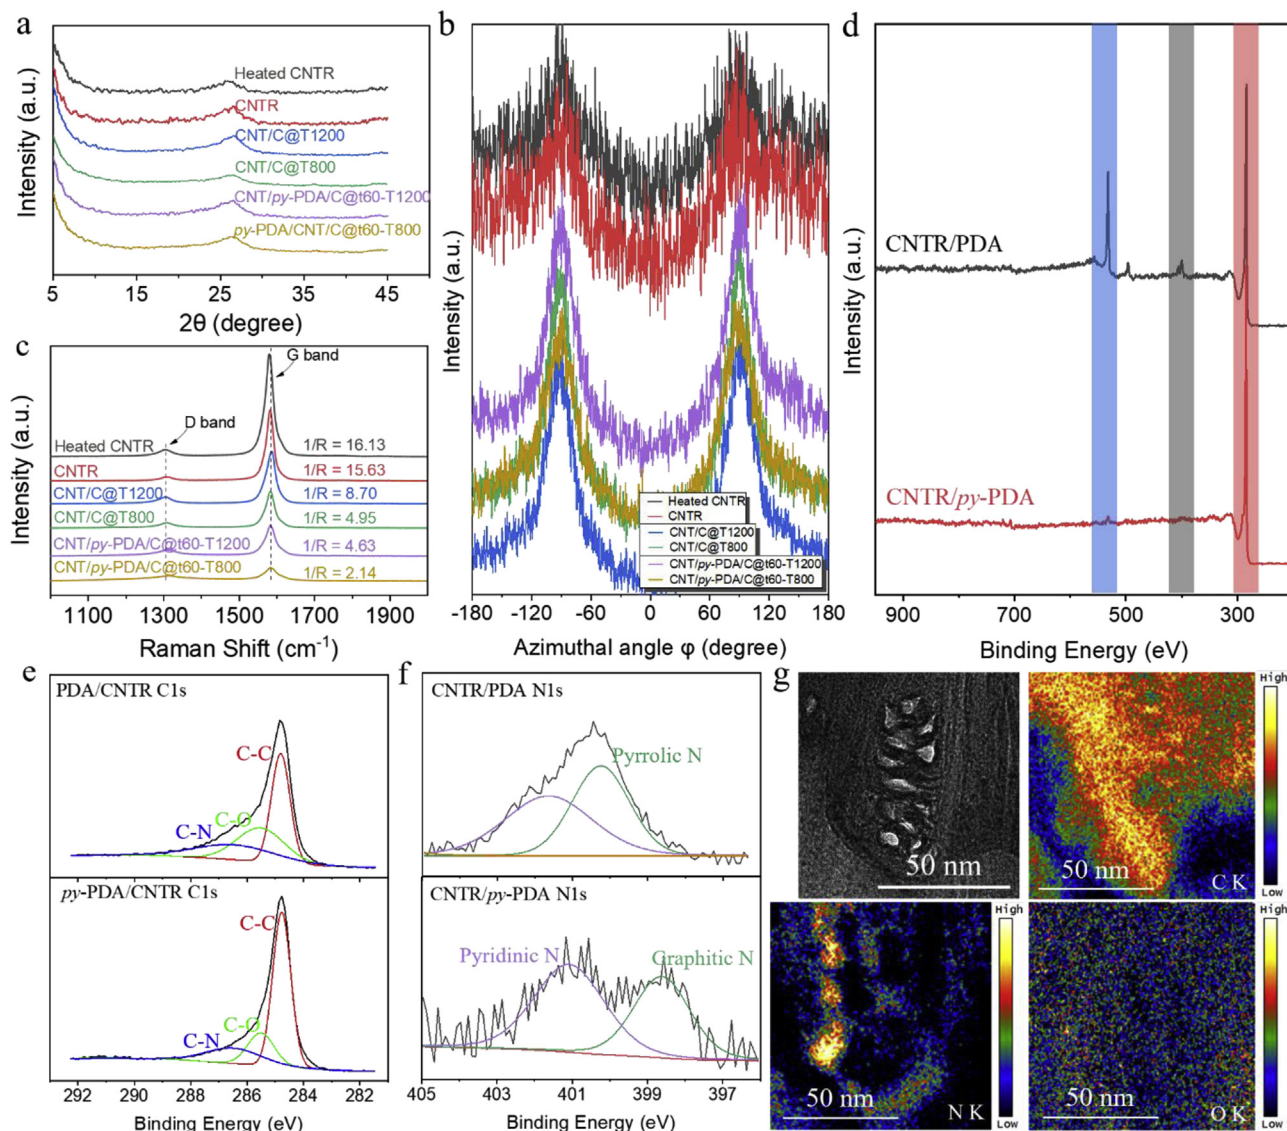 a
Intensity (a.u.)
Heated CNTR
CNTR
CNT/C@T1200
CNT/C@T800
CNT/py-PDA/C@t60-T1200
py-PDA/CNT/C@t60-T800
5
15
25
35
45
2θ (degree)
b
Intensity (a.u.)
Heated CNTR
CNTR
CNT/C@T1200
CNT/C@T800
CNT/py-PDA/C@t60-T1200
CNT/py-PDA/C@t60-T800
-180
-120
-60
0
60
120
180
Azimuthal angle φ (degree)
c
Intensity (a.u.)
G band
D band
Heated CNTR
1/R = 16.13
CNTR
1/R = 15.63
CNT/C@T1200
1/R = 8.70
CNT/C@T800
1/R = 4.95
CNT/py-PDA/C@t60-T1200
1/R = 4.63
CNT/py-PDA/C@t60-T800
1/R = 2.14
1000
1300
1600
1900
Raman Shift (cm-1)
d
Intensity (a.u.)
CNTR/PDA
CNTR/py-PDA
900
700
500
300
Binding Energy (eV)
e
Intensity (a.u.)
PDA/CNTR C1s
C-C
C-O
C-N
py-PDA/CNTR C1s
C-C
C-O
C-N
292
290
288
286
284
282
Binding Energy (eV)
f
Intensity (a.u.)
CNTR/PDA N1s
Pyrrolic N
CNTR/py-PDA N1s
Pyridinic N
Graphitic N
405
403
401
399
397
Binding Energy (eV)
g
50 nm
50 nm
C K
High
Low
50 nm
N K
High
Low
50 nm
O K
High
Low